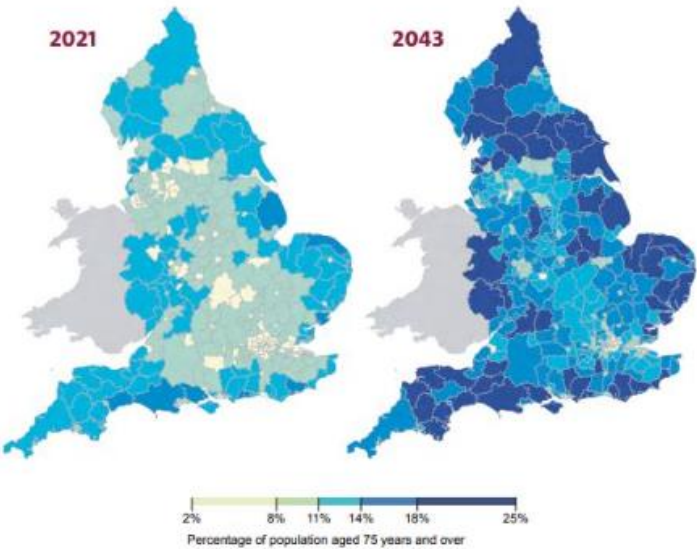 2021 2043
2% 8% 11% 14% 18% 25%
Percentage of population aged 75 years and over